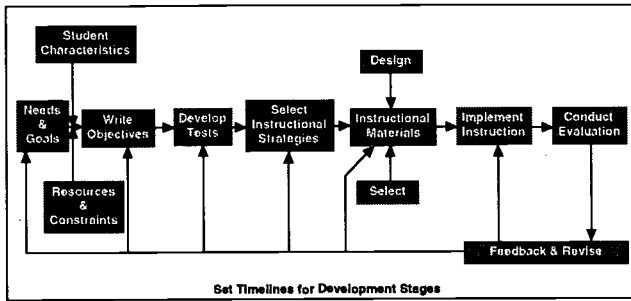 Student
Characteristics
Design
Needs
&
Goals
Write
Objectives
Develop
Tests
Select
Instructional
Strategies
Instructional
Materials
Implement
Instruction
Conduct
Evaluation
Resources
&
Constraints
Select
Feedback & Revise
Set Timelines for Development Stages